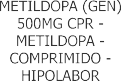 METILDOPA (GEN)
500MG CPR -
METILDOPA -
COMPRIMIDO -
HIPOLABOR